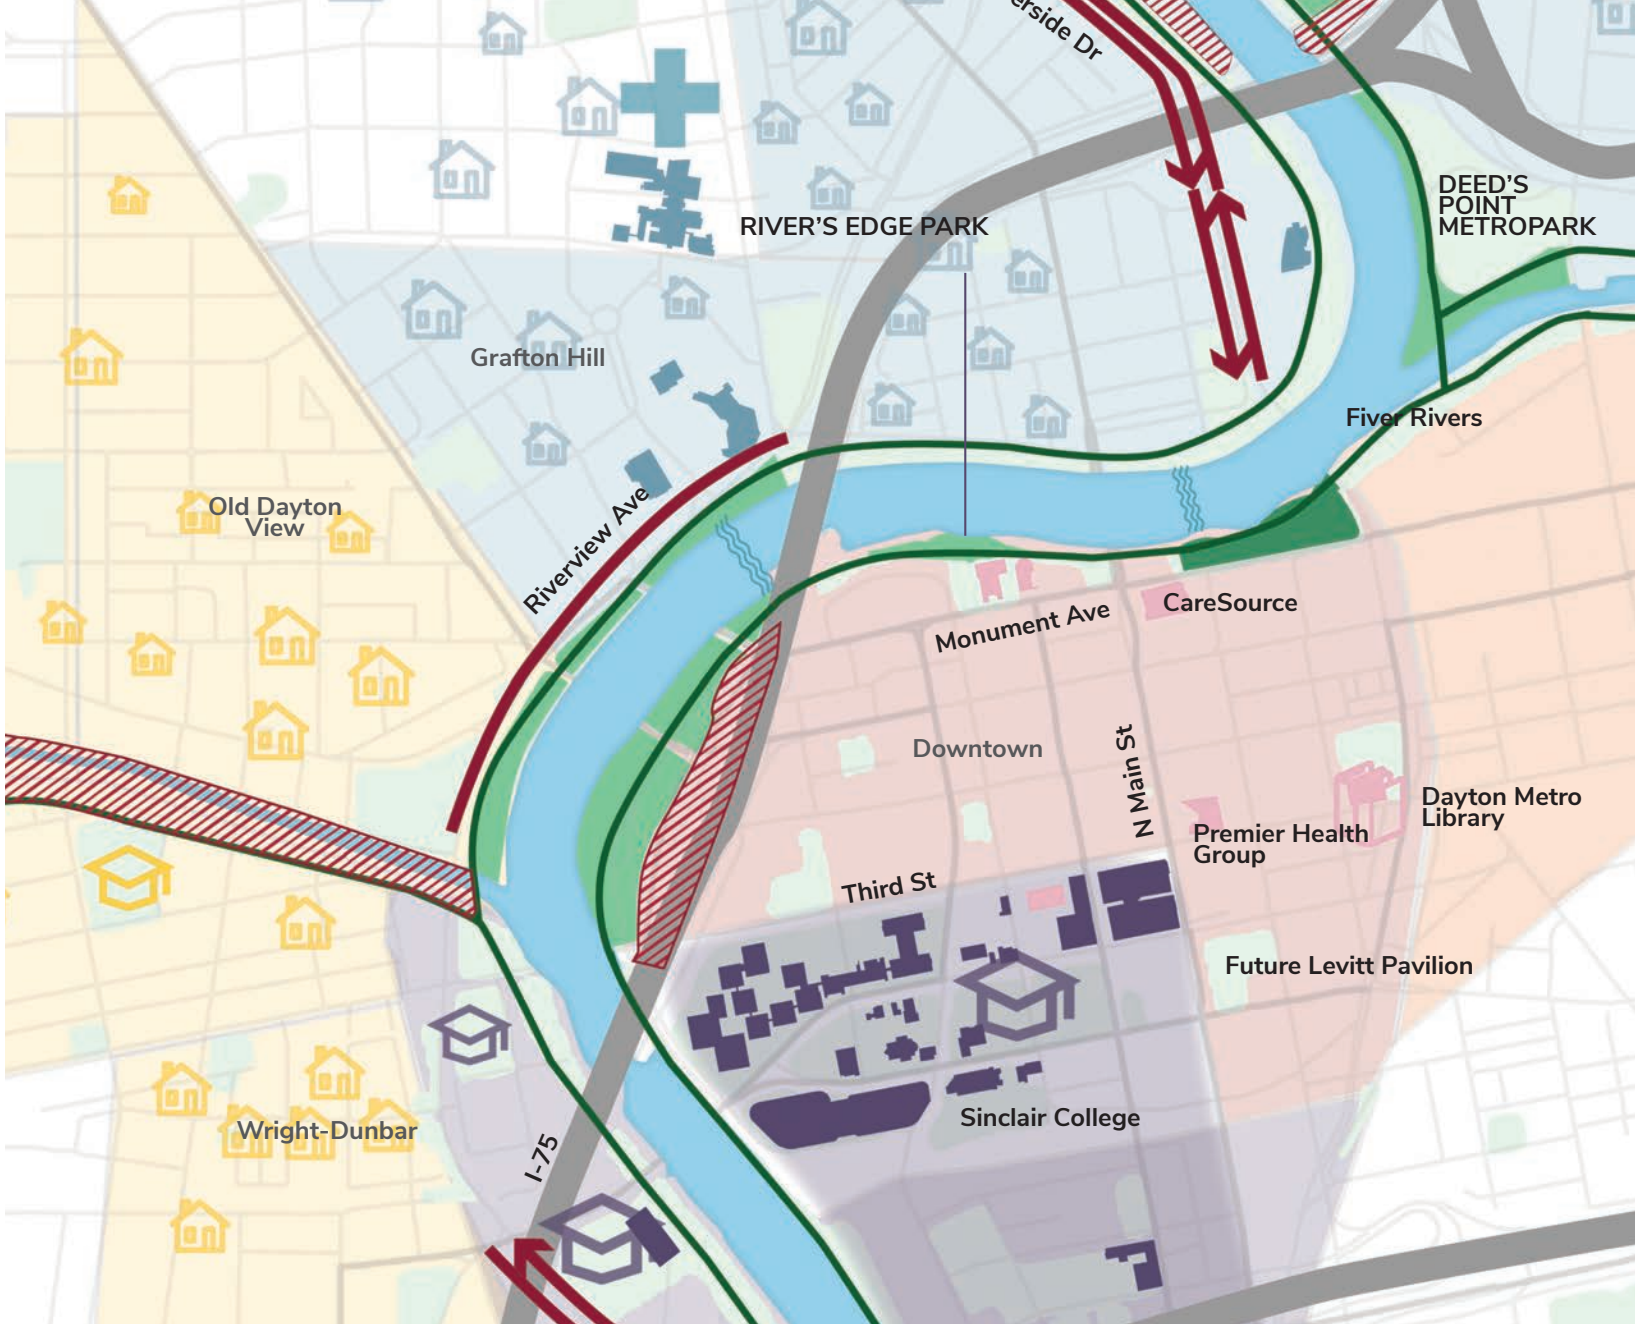 erside Dr
DEED'S
POINT
METROPARK
RIVER'S EDGE PARK
Grafton Hill
Fiver Rivers
Old Dayton
View
Riverview Ave
CareSource
Monument Ave
Downtown
N Main St
Dayton Metro
Library
Premier Health
Group
Third St
Future Levitt Pavilion
Sinclair College
Wright-Dunbar
I-75